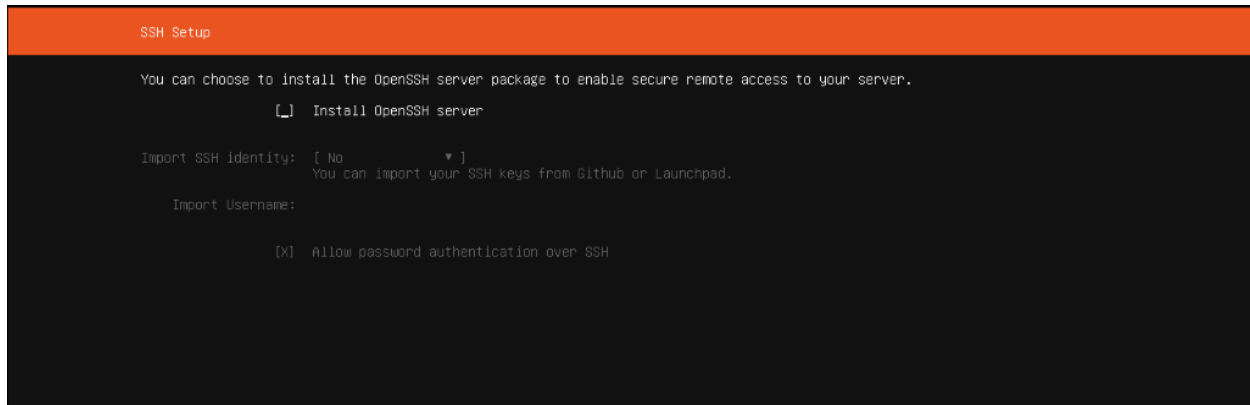 SSH Setup
You can choose to install the OpenSSH server package to enable secure remote access to your server.
[_] Install OpenSSH server
Import SSH identity: [ No ▾ ]
You can import your SSH keys from Github or Launchpad.
Import Username:
[X] Allow password authentication over SSH